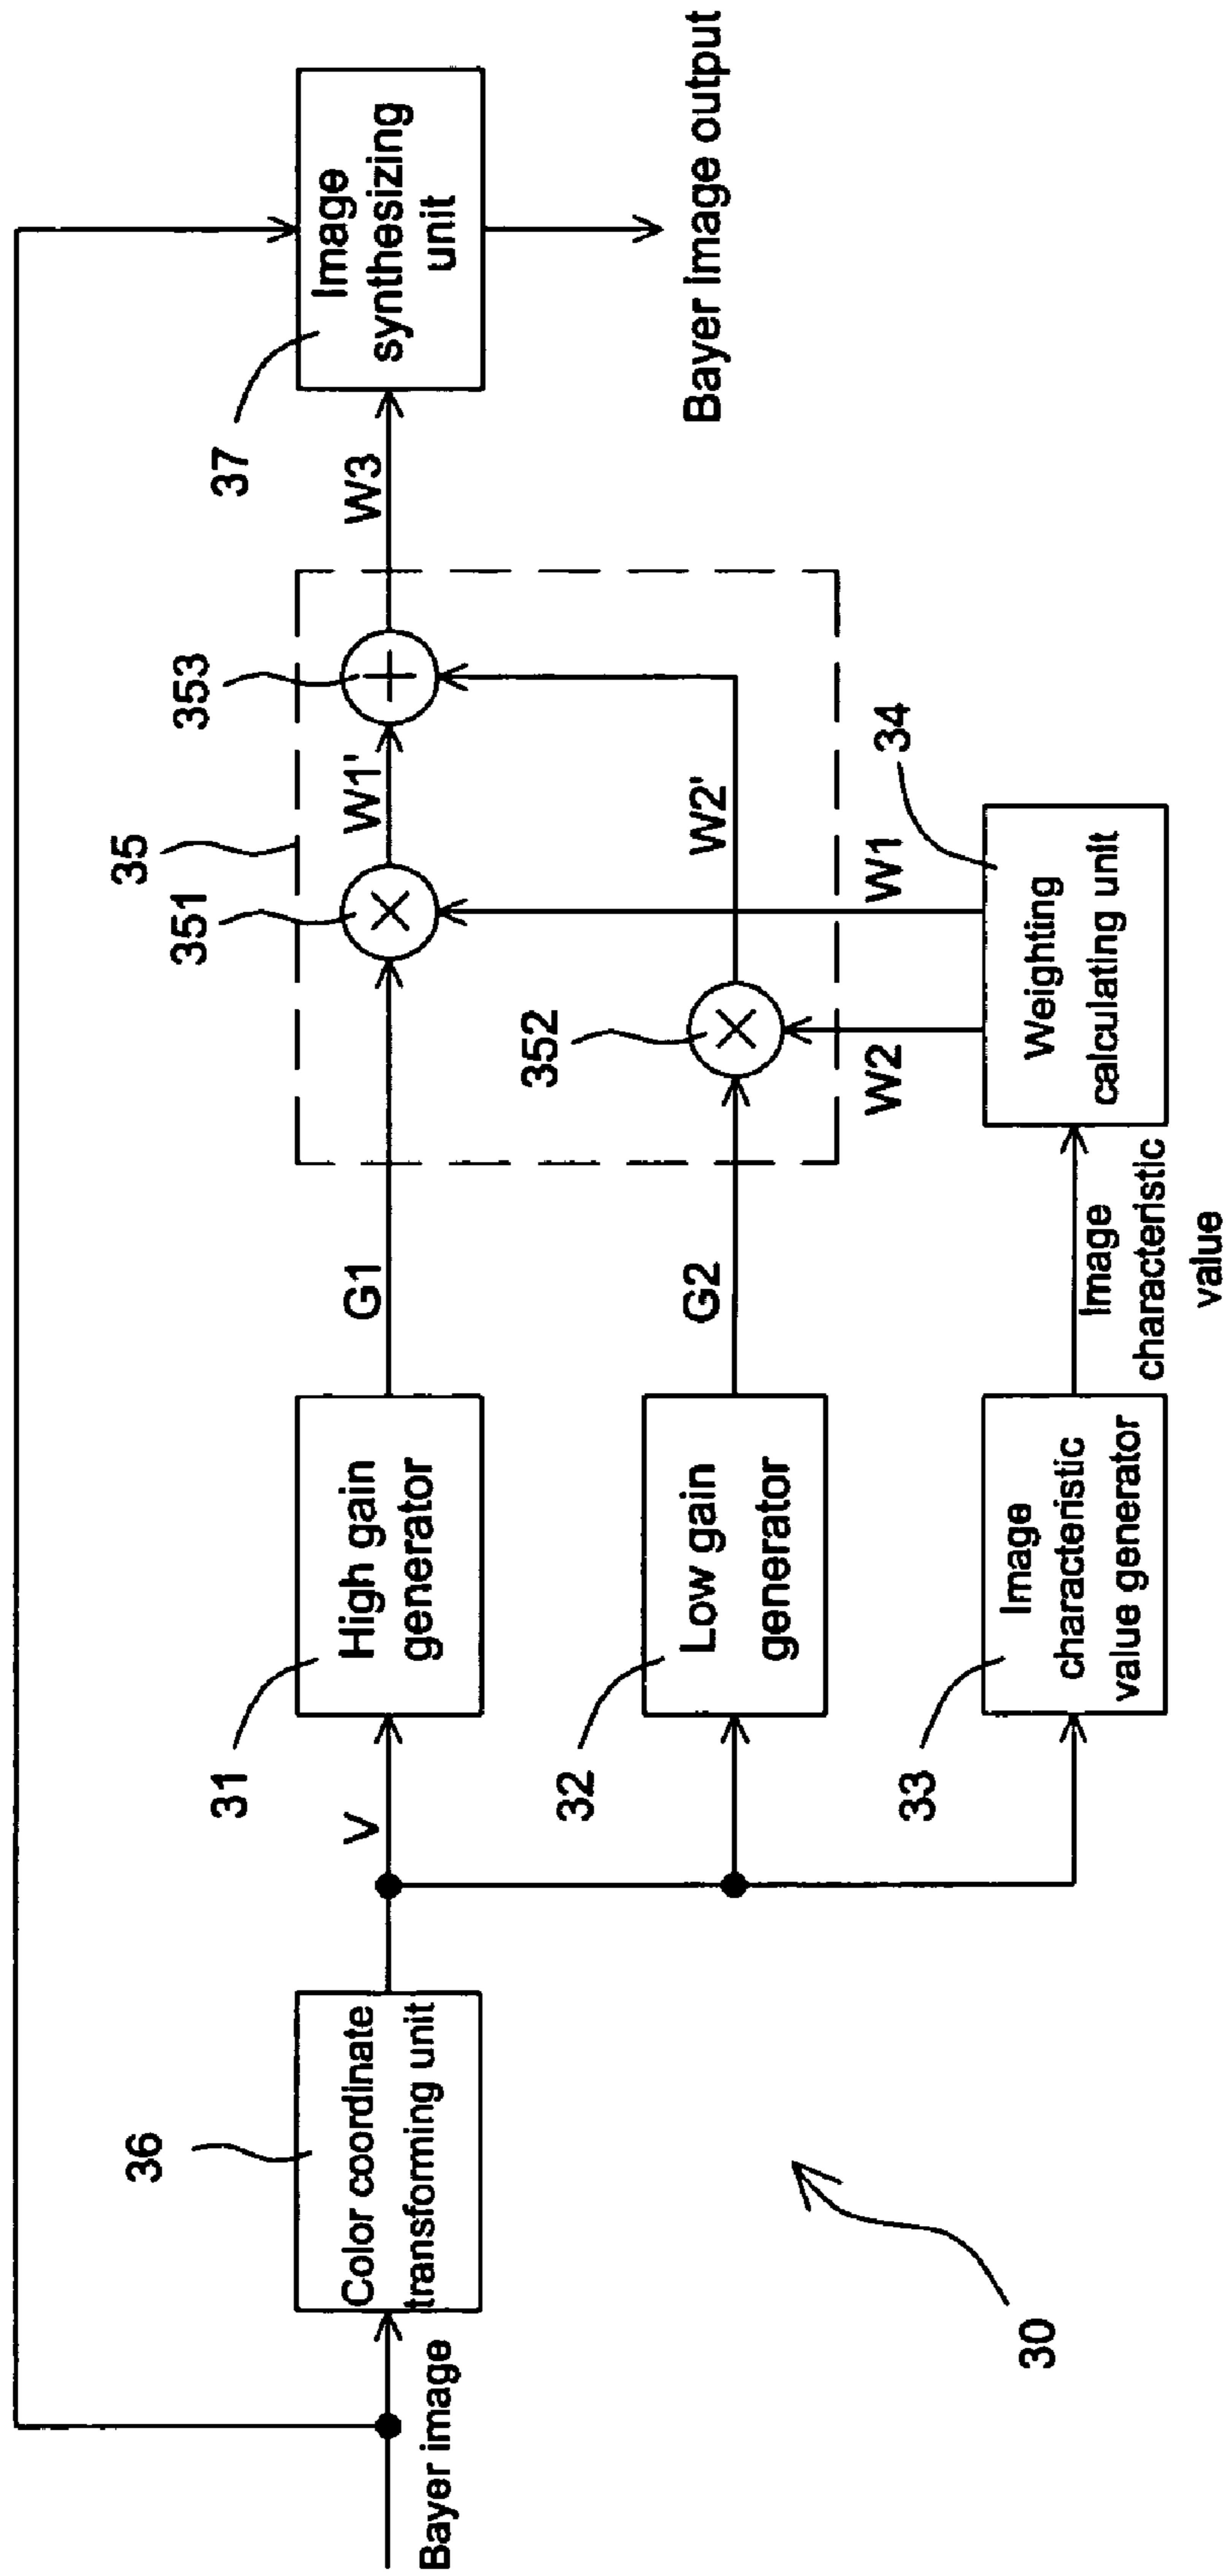 Bayer image
36
Color coordinate
transforming unit
V
31
High gain
generator
G1
32
Low gain
generator
G2
33
Image
characteristic
value generator
Image
characteristic
value
34
Weighting
calculating unit
W2
W1
35
351
352
353
W1'
W2'
W3
37
Image
synthesizing
unit
Bayer image output
30